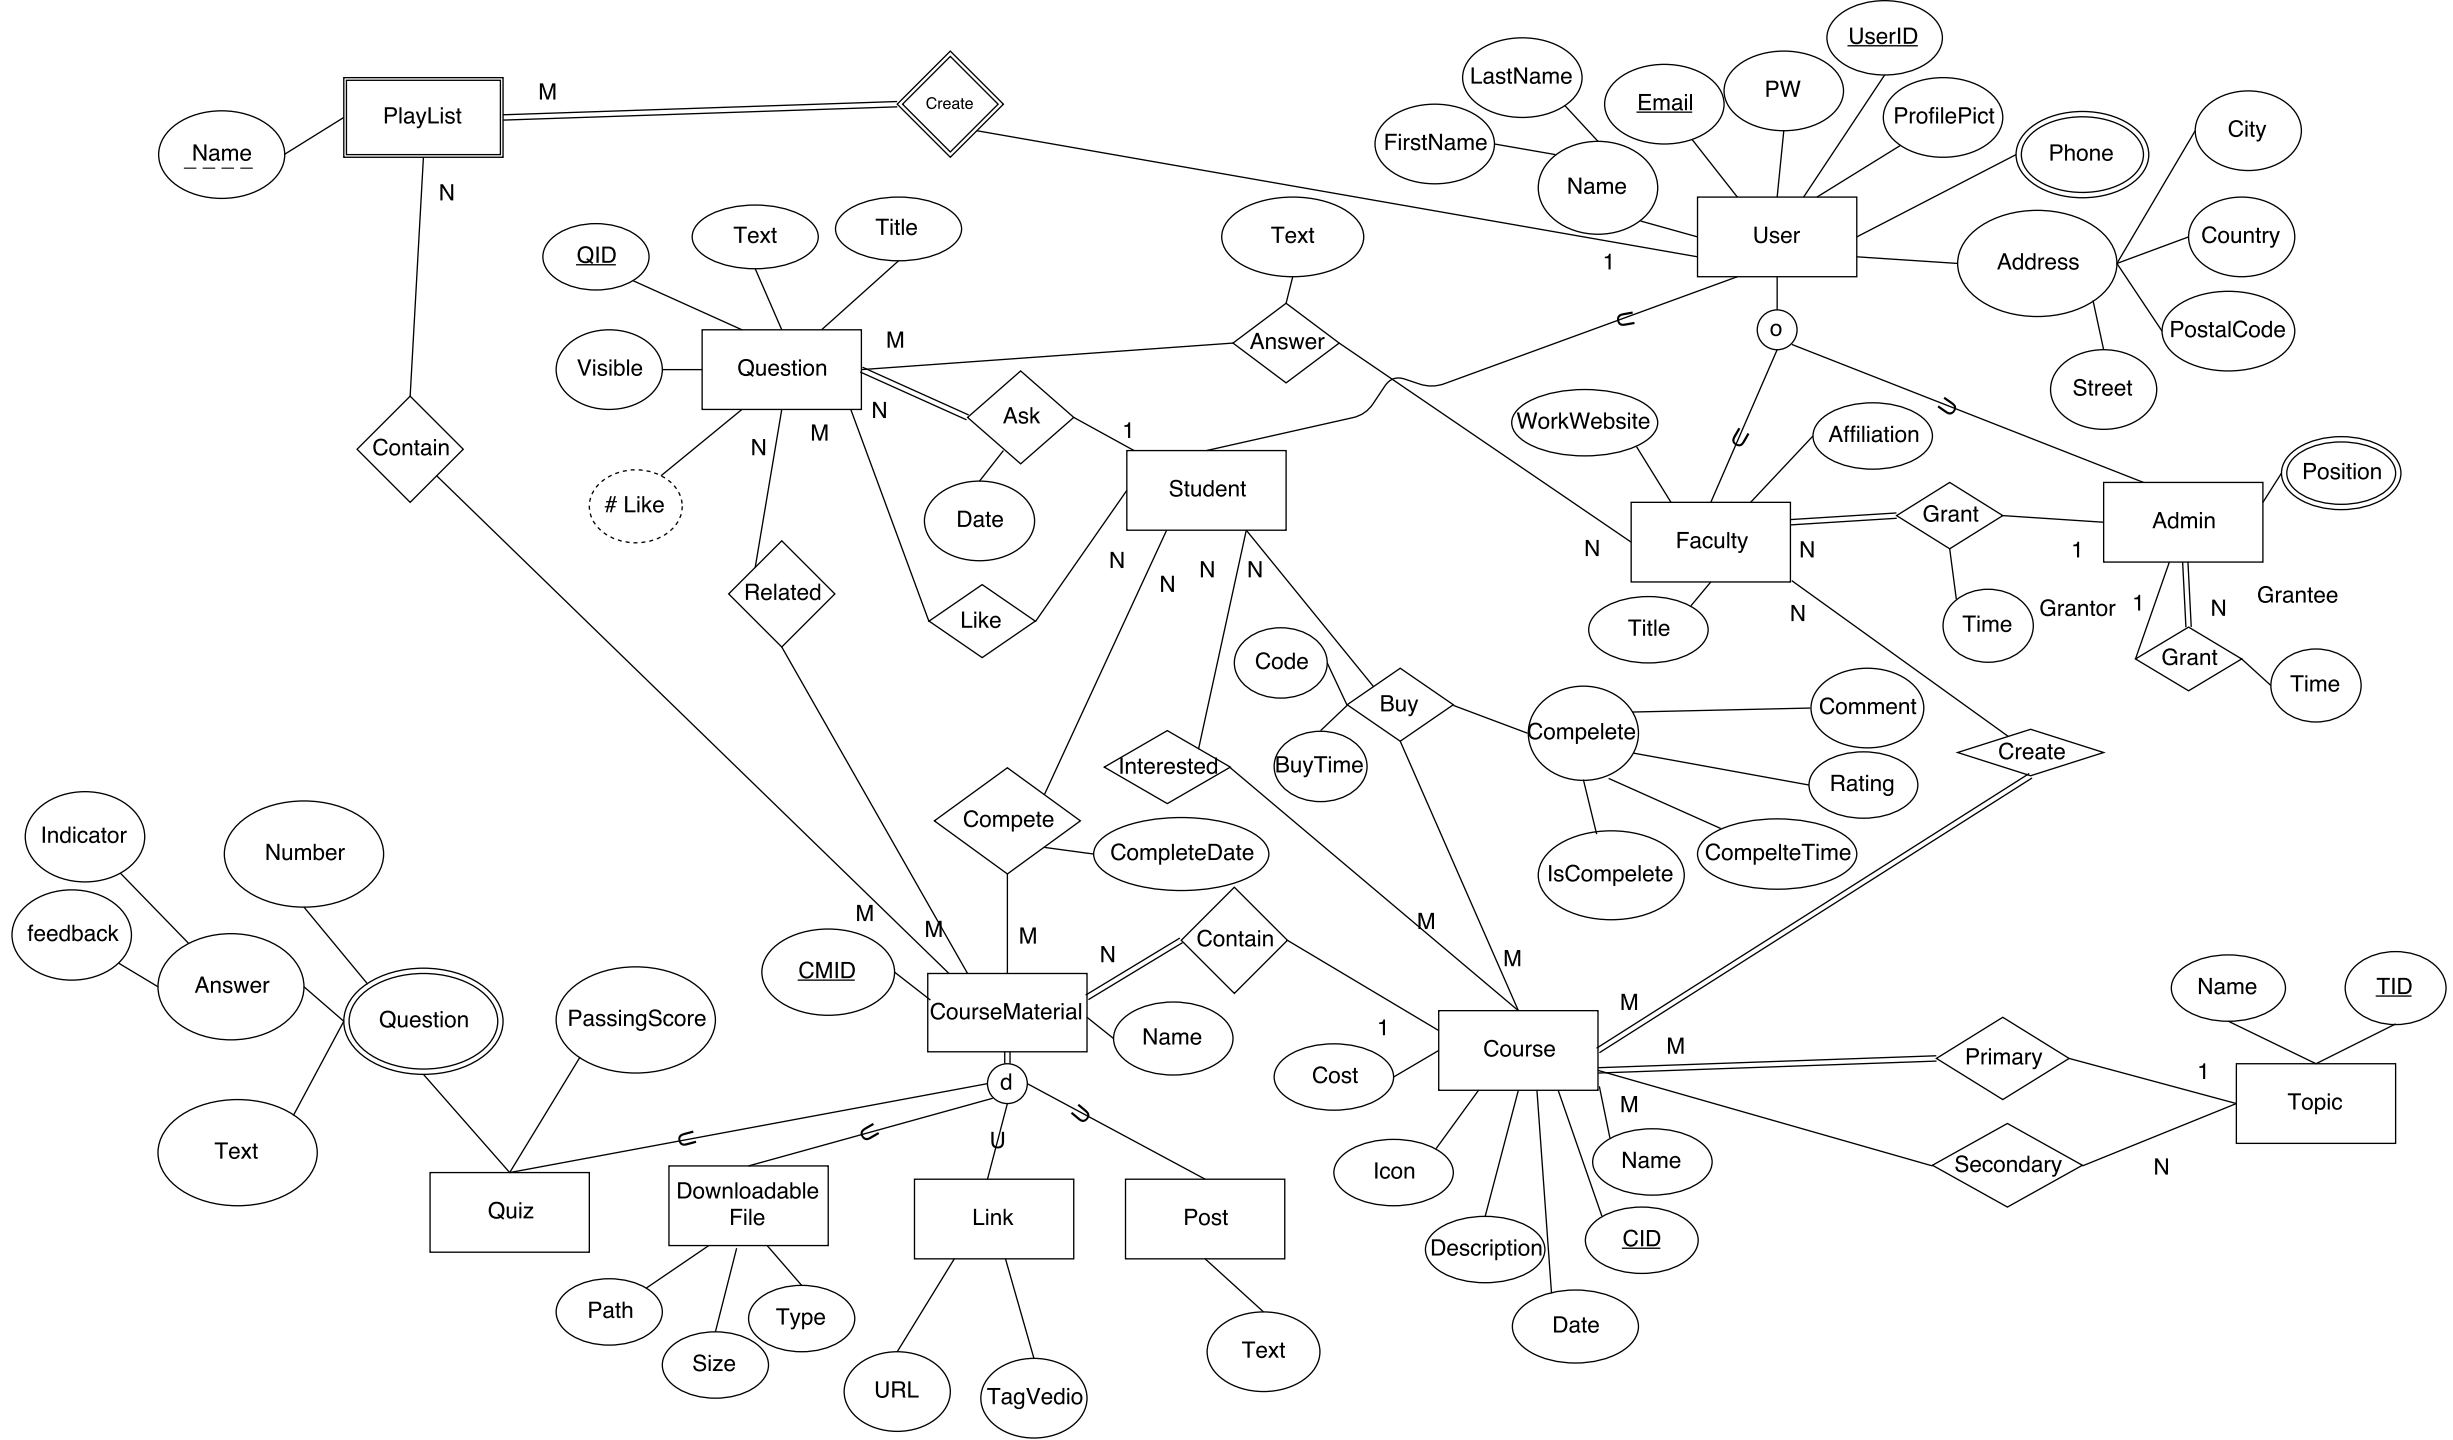 UserID
LastName
Email
PW
M
Create
PlayList
ProfilePict
City
FirstName
Name
Phone
Name
N
Text
Title
Text
User
Country
QID
1
Address
⊂
o
PostalCode
M
Answer
Visible
Question
Street
N
Ask
⊂
WorkWebsite
Affiliation
M
1
⊂
Contain
N
Position
Student
# Like
Date
Grant
Admin
Faculty
N
N
1
N
N
N
N
Related
Grantee
Grantor
1
N
Like
N
Title
Time
Code
Grant
Time
Buy
Comment
Compelete
Create
Interested
BuyTime
Rating
Compete
Indicator
Number
CompleteDate
CompelteTime
IsCompelete
M
M
M
feedback
M
Contain
N
M
CMID
Answer
Name
TID
M
CourseMaterial
Question
PassingScore
1
Name
Course
M
Primary
Cost
1
d
Topic
M
⊂
⊂
⊂
U
Text
Icon
Name
Secondary
N
Downloadable
File
Quiz
Link
Post
Description
CID
Path
Type
Date
Size
Text
URL
TagVedio